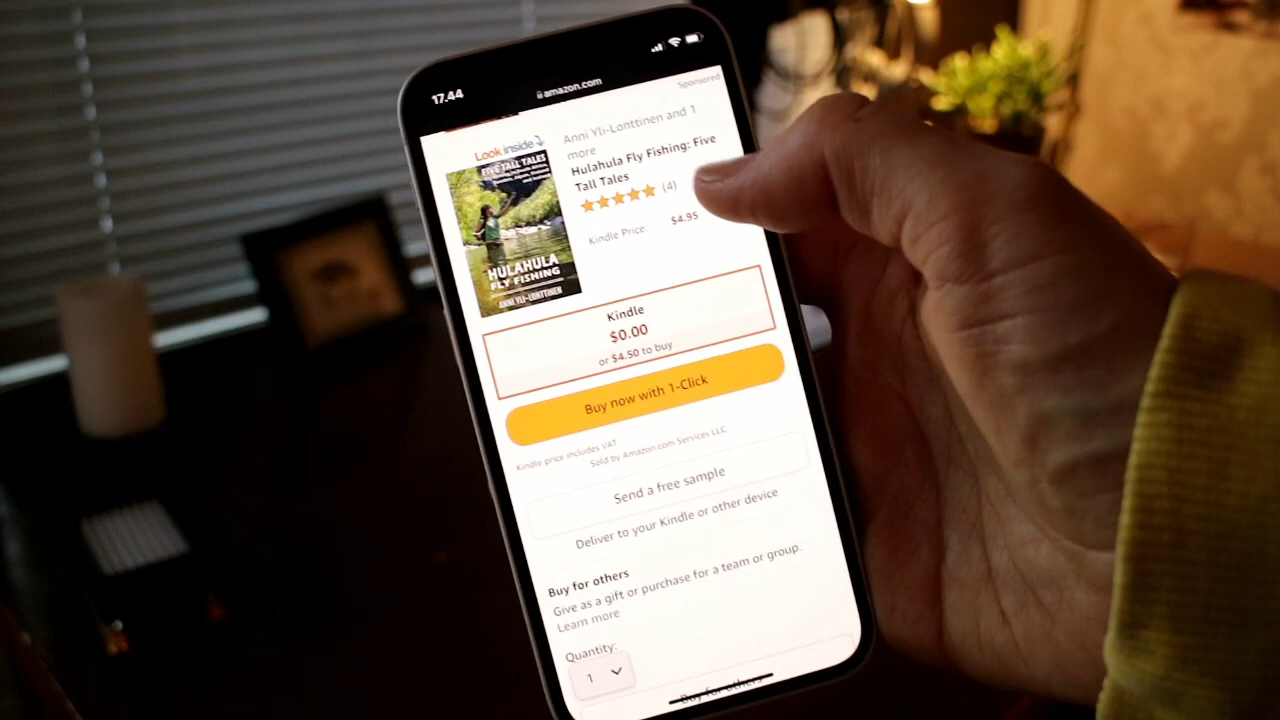 17.44
amazon.com
Sponsored
Look inside
Anni Yli-Lonttinen and 1
more
Hulahula Fly Fishing: Five
Tall Tales
(4)
Kindle Price: $4.95
FIVE TALL TALES
HULAHULA
FLY FISHING
ANNI YLI-LONTTINEN
Kindle
$0.00
or $4.50 to buy
Buy now with 1-Click
Kindle price includes VAT
Sold by Amazon.com Services LLC
Send a free sample
Deliver to your Kindle or other device
Buy for others
Give as a gift or purchase for a team or group.
Learn more
Quantity:
1
Buy for others